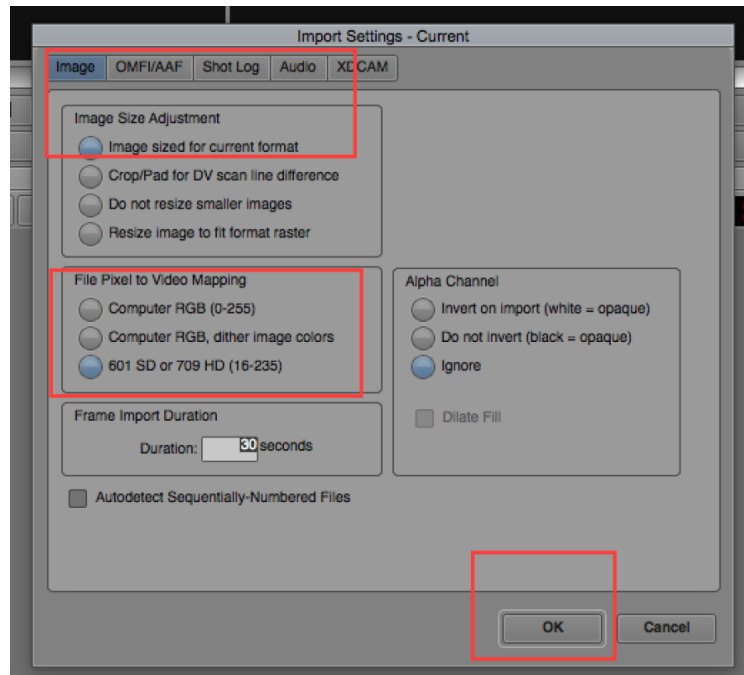 Import Settings - Current
Image OMFI/AAF Shot Log Audio XDCAM
Image Size Adjustment
Image sized for current format
Crop/Pad for DV scan line difference
Do not resize smaller images
Resize image to fit format raster
File Pixel to Video Mapping
Computer RGB (0-255)
Computer RGB, dither image colors
601 SD or 709 HD (16-235)
Alpha Channel
Invert on import (white = opaque)
Do not invert (black = opaque)
Ignore
Dilate Fill
Frame Import Duration
Duration: 30 seconds
Autodetect Sequentially-Numbered Files
OK Cancel